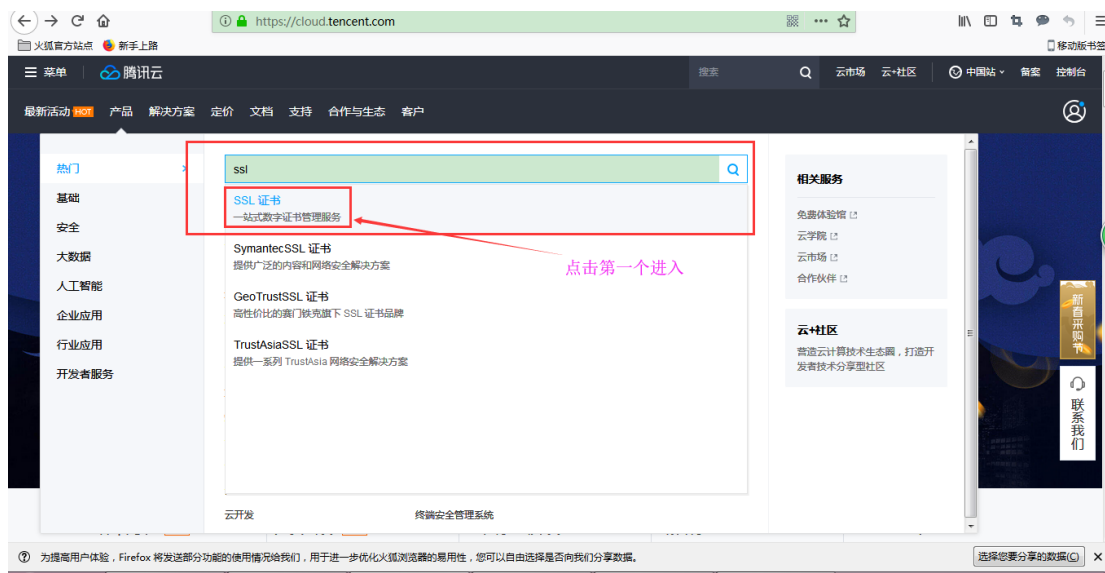 https://cloud.tencent.com
火狐官方站点 新手上路 移动版书签
菜单 腾讯云 搜索 云市场 云+社区 中国站 备案 控制台
最新活动 HOT 产品 解决方案 定价 文档 支持 合作与生态 客户
热门
基础
安全
大数据
人工智能
企业应用
行业应用
开发者服务
ssl
SSL 证书
一站式数字证书管理服务
SymantecSSL 证书
提供广泛的内容和网络安全解决方案
GeoTrustSSL 证书
高性价比的赛门铁克旗下 SSL 证书品牌
TrustAsiaSSL 证书
提供一系列 TrustAsia 网络安全解决方案
点击第一个进入
云开发 终端安全管理系统
相关服务
免费体验馆
云学院
云市场
合作伙伴
云+社区
营造云计算技术生态圈，打造开
发者技术分享型社区
新春采购节
联系我们
为提高用户体验，Firefox 将发送部分功能的使用情况给我们，用于进一步优化火狐浏览器的易用性，您可以自由选择是否向我们分享数据。 选择您要分享的数据(C)